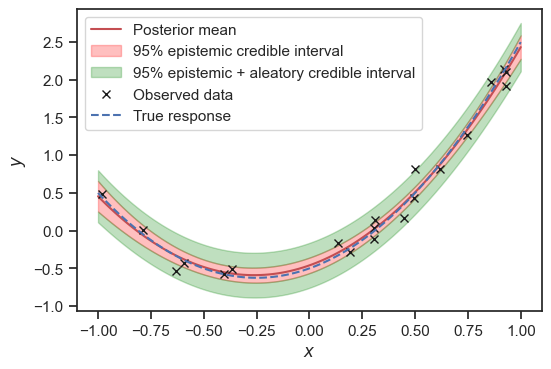 Posterior mean
95% epistemic credible interval
95% epistemic + aleatory credible interval
Observed data
True response
2.5
2.0
1.5
1.0
0.5
0.0
−0.5
−1.0
y
−1.00 −0.75 −0.50 −0.25 0.00 0.25 0.50 0.75 1.00
x